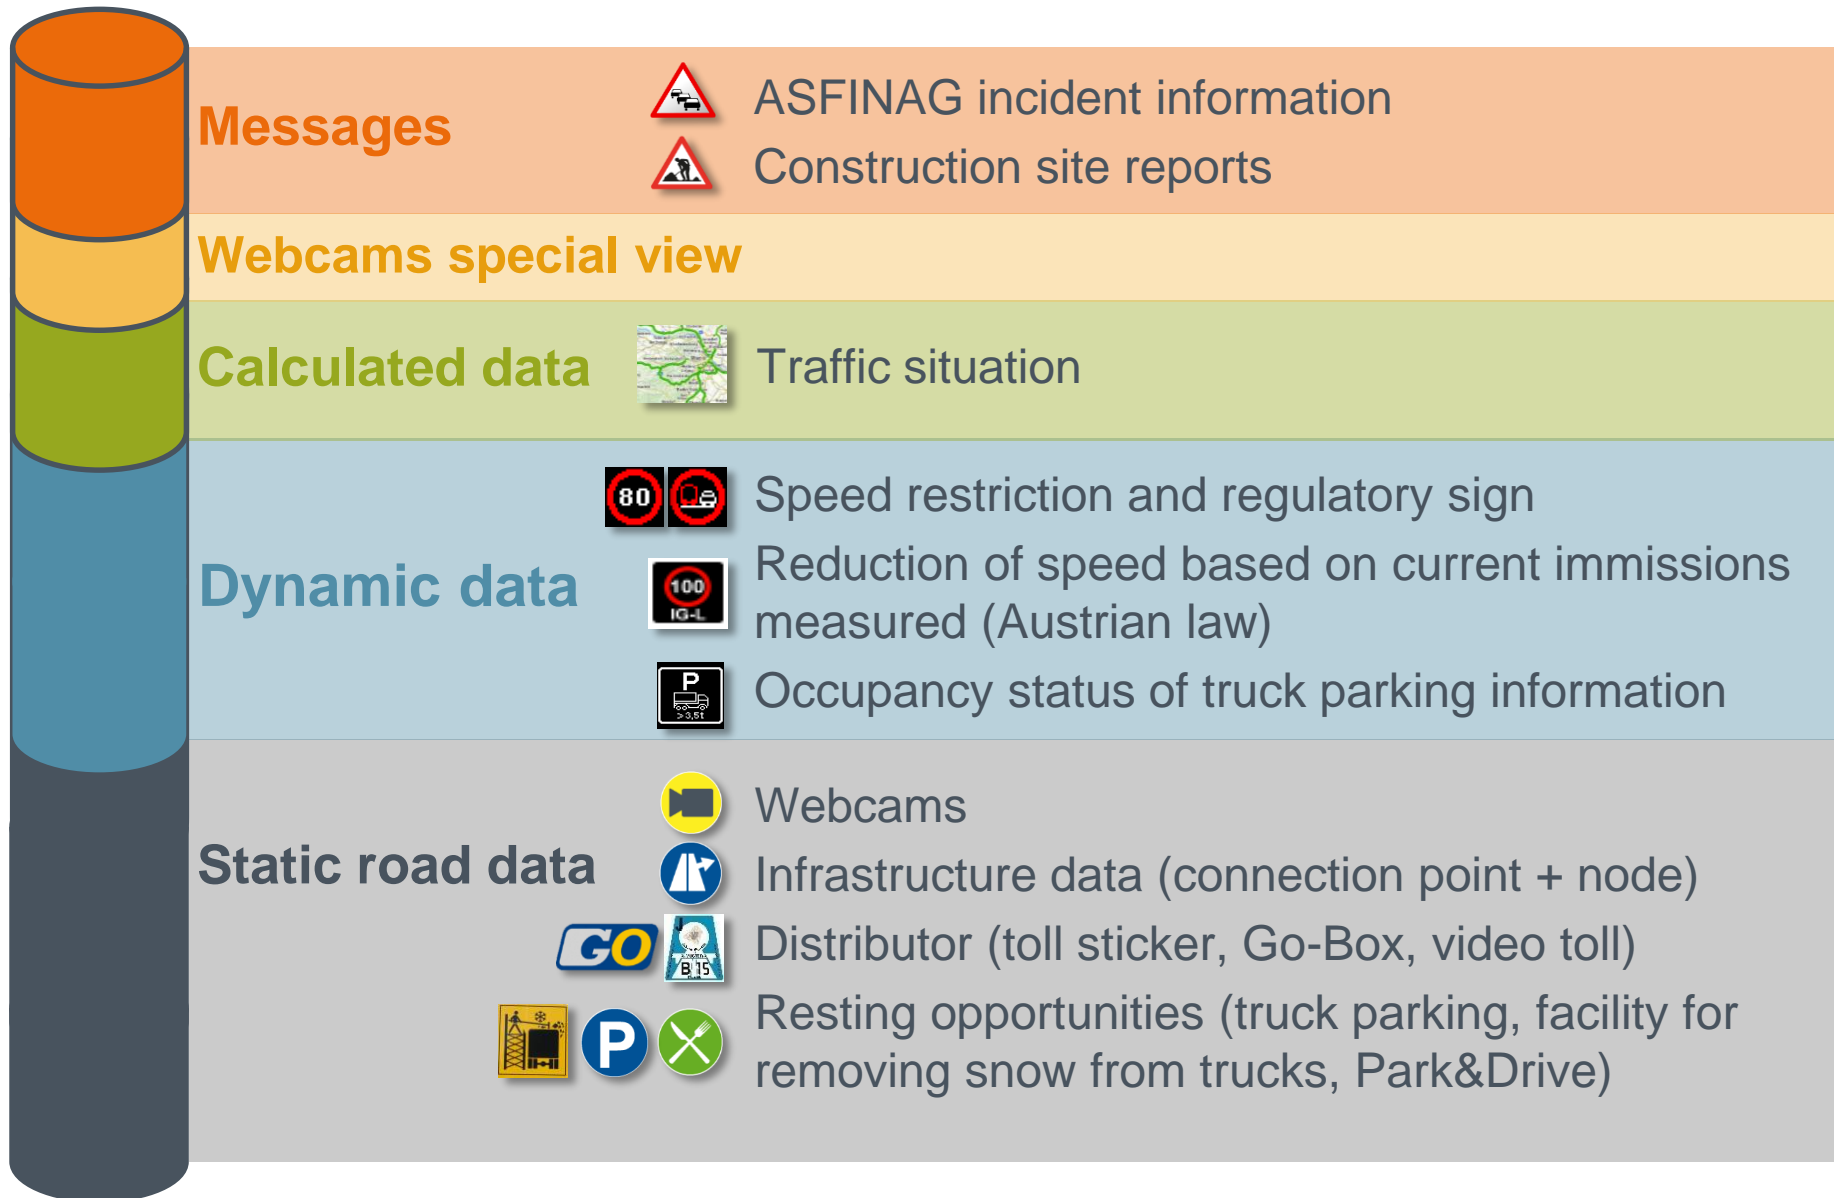 Messages
ASFINAG incident information
Construction site reports
Webcams special view
Calculated data
Traffic situation
Dynamic data
80
Speed restriction and regulatory sign
100
IG-L
Reduction of speed based on current immissions
measured (Austrian law)
P
>3,5t
Occupancy status of truck parking information
Static road data
Webcams
Infrastructure data (connection point + node)
GO
B 15
Distributor (toll sticker, Go-Box, video toll)
P
Resting opportunities (truck parking, facility for
removing snow from trucks, Park&Drive)